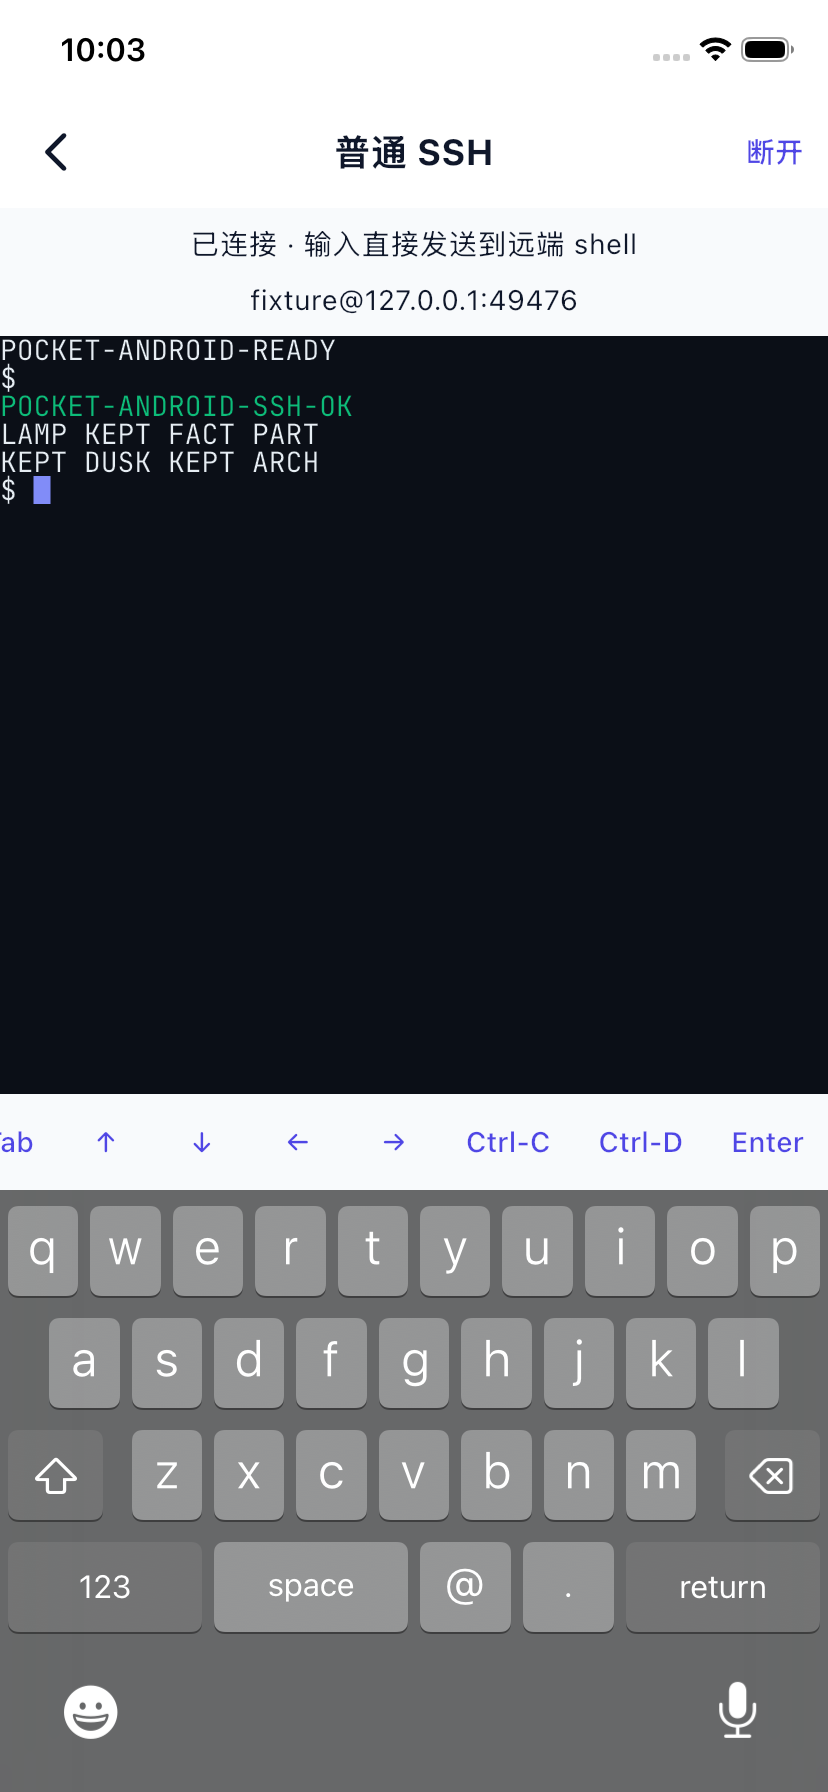 10:03
普通 SSH
断开
已连接 · 输入直接发送到远端 shell
fixture@127.0.0.1:49476
POCKET-ANDROID-READY
$
POCKET-ANDROID-SSH-OK
LAMP KEPT FACT PART
KEPT DUSK KEPT ARCH
$
ab ↑ ↓ ← → Ctrl-C Ctrl-D Enter
q w e r t y u i o p
a s d f g h j k l
z x c v b n m
123 space @ . return